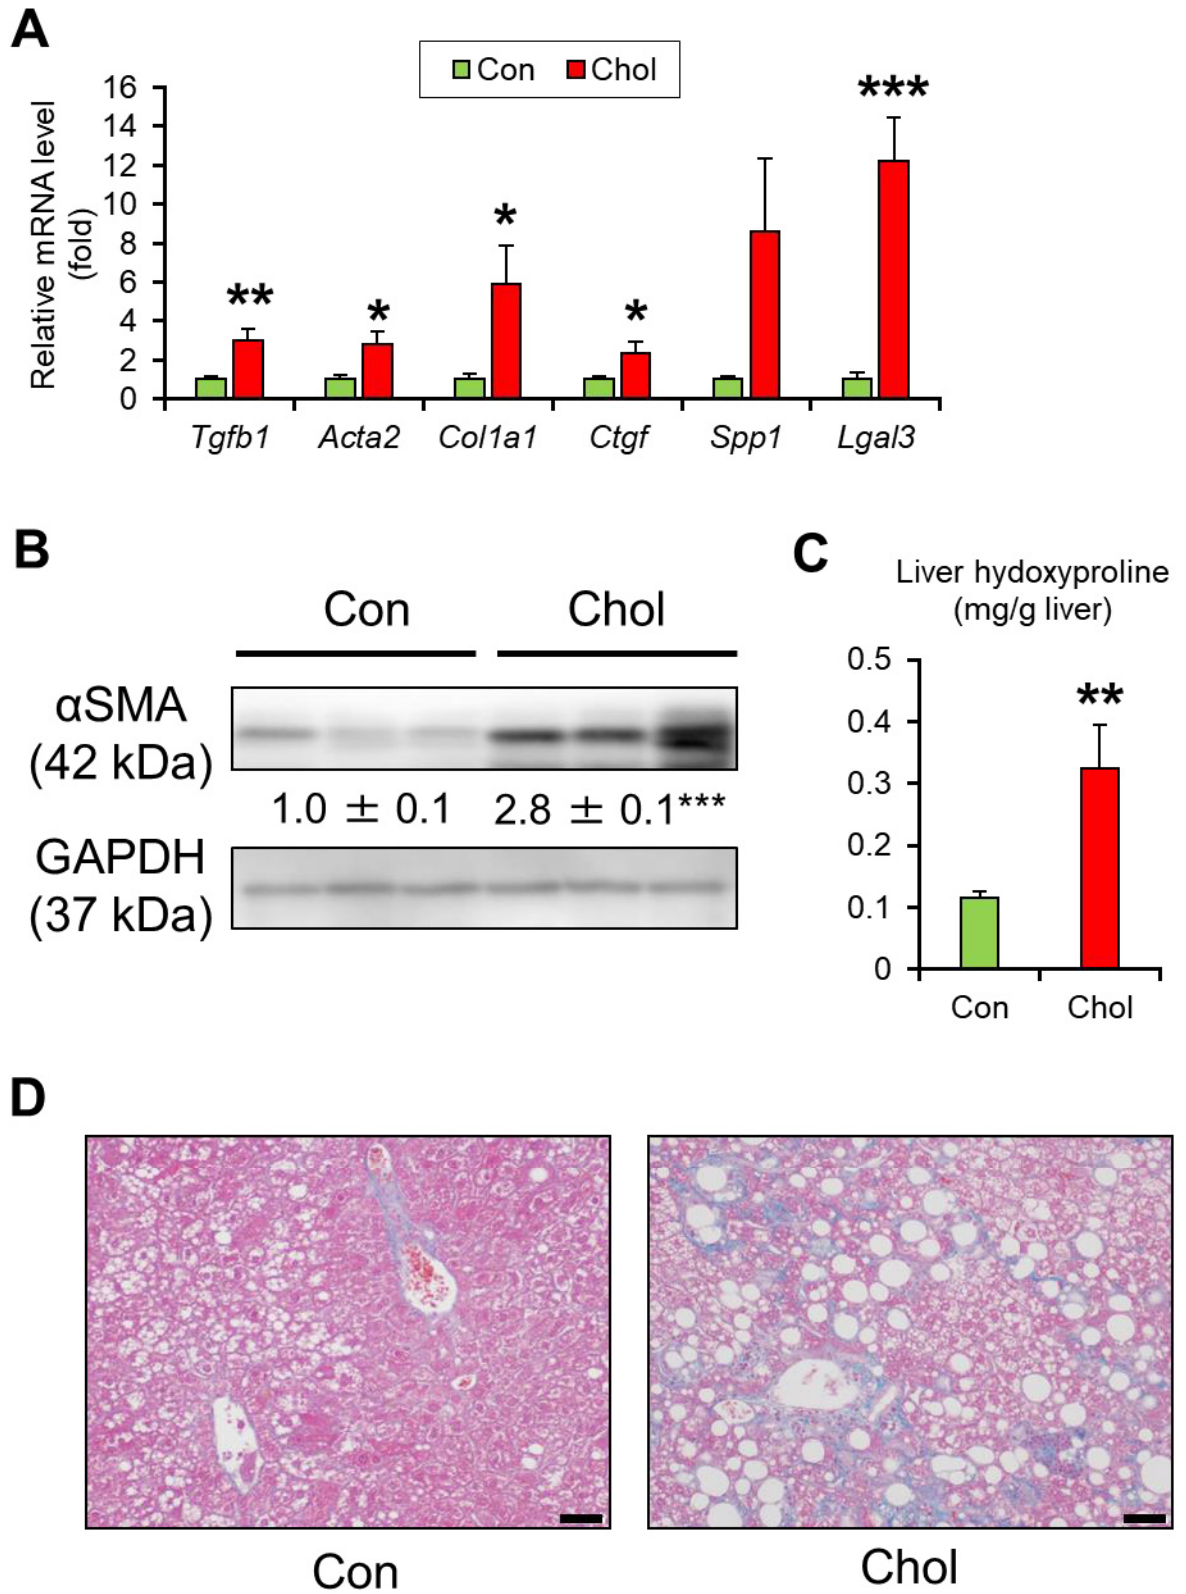 A
Con Chol
Relative mRNA level
(fold)
16
14
12
10
8
6
4
2
0
** * * * ***
Tgfb1 Acta2 Col1a1 Ctgf Spp1 Lgal3
B
Con Chol
αSMA
(42 kDa)
1.0 ± 0.1 2.8 ± 0.1***
GAPDH
(37 kDa)
C
Liver hydoxyproline
(mg/g liver)
0.5
0.4
0.3
0.2
0.1
0
**
Con Chol
D
Con Chol